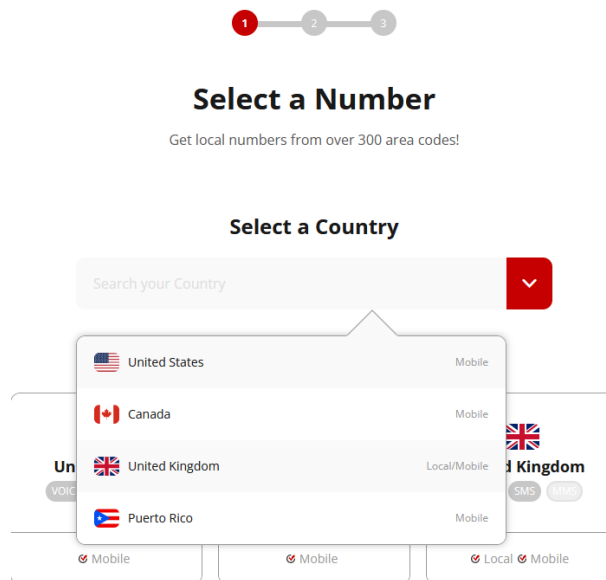 1 2 3
Select a Number
Get local numbers from over 300 area codes!
Select a Country
Search your Country
United States Mobile
Canada Mobile
United Kingdom Local/Mobile
Puerto Rico Mobile
Kingdom
SMS MMS
Mobile Mobile Local Mobile